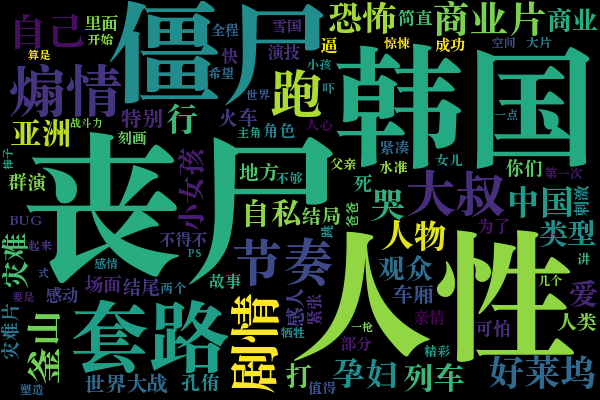 自己
里面
开始
算是
煽情
亚洲
战斗力
刻画
群演
僵尸
丧尸
特别
行
火车
全程
希望
快
雪国
演技
世界
主角
角色
逼
小孩
吓
惊悚
恐怖
简直
成功
商业片
商业
空间
大片
跑
韩国
人心
一点
紧凑
水准
父亲
女儿
你们
第一次
小女孩
地方
不够
死
哭
大叔
中国
刺激
自私
结局
爸爸
不得不
PS
BUG
起来
式
要是
灾难
灾难片
感情
感动
场面
结尾
两个
故事
节奏
感人
紧张
跳
人物
观众
车厢
亲情
为了
类型
讲
几个
爱
人类
可怕
人性
釜山
套路
剧情
牺牲
一枪
部分
精彩
塑造
世界大战
孔侑
打
值得
孕妇
列车
好莱坞